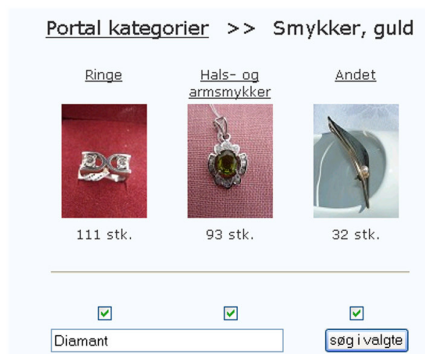 Portal kategorier >> Smykker, guld
Ringe
Hals- og
armsmykker
Andet
111 stk.
93 stk.
32 stk.
Diamant
søg i valgte